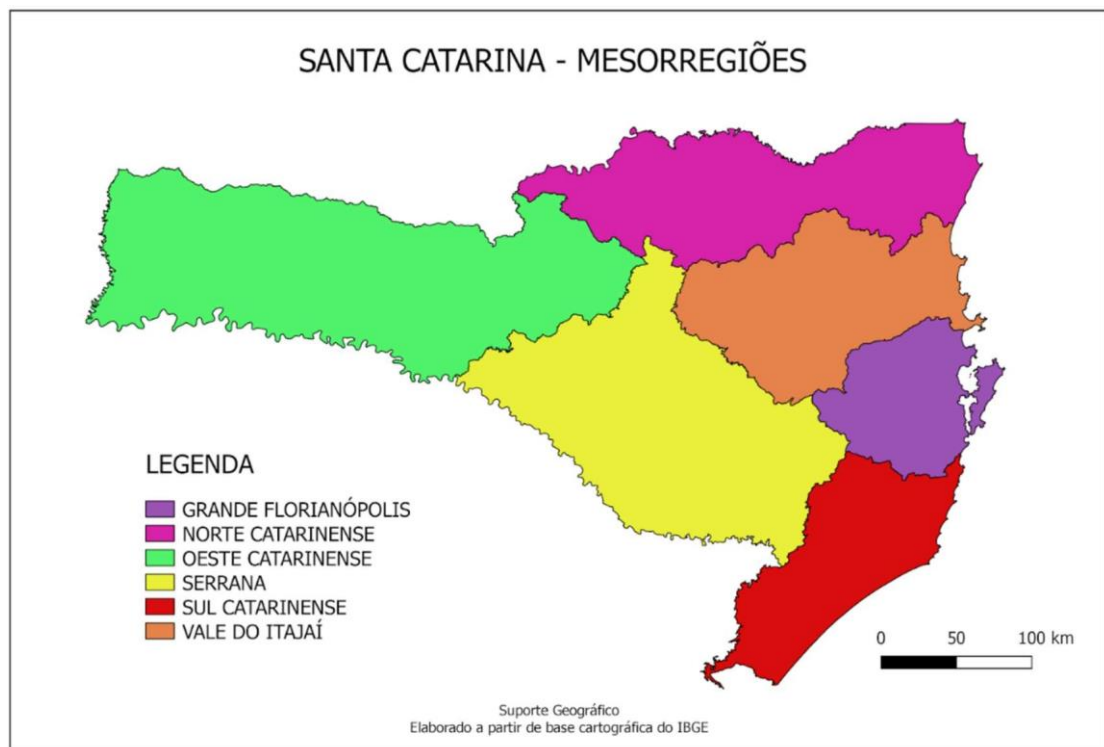 SANTA CATARINA - MESORREGIÕES
LEGENDA
GRANDE FLORIANÓPOLIS
NORTE CATARINENSE
OESTE CATARINENSE
SERRANA
SUL CATARINENSE
VALE DO ITAJAÍ
0 50 100 km
Suporte Geográfico
Elaborado a partir de base cartográfica do IBGE